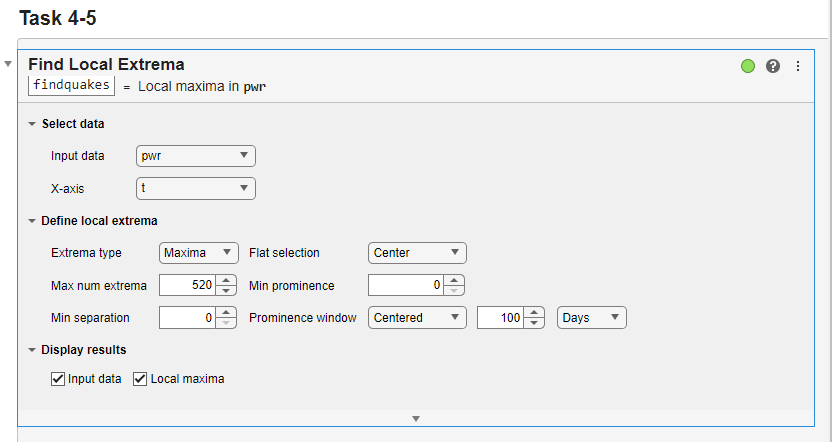 Task 4-5
Find Local Extrema
findquakes = Local maxima in pwr
Select data
Input data pwr
X-axis t
Define local extrema
Extrema type Maxima Flat selection Center
Max num extrema 520 Min prominence 0
Min separation 0 Prominence window Centered 100 Days
Display results
Input data Local maxima